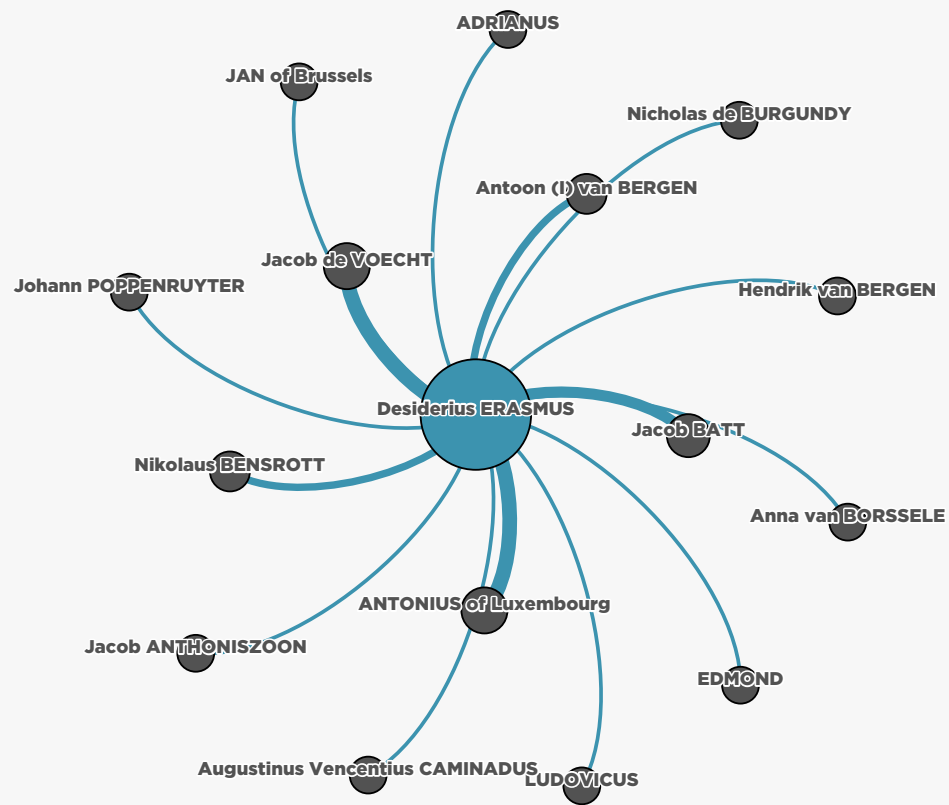 ADRIANUS
JAN of Brussels
Nicholas de BURGUNDY
Antoon (I) van BERGEN
Jacob de VOECHT
Johann POPPENRUYTER
Hendrik van BERGEN
Desiderius ERASMUS
Jacob BATT
Nikolaus BENSROTT
Anna van BORSSELE
ANTONIUS of Luxembourg
Jacob ANTHONISZOON
EDMOND
Augustinus Vencentius CAMINADUS
LUDOVICUS